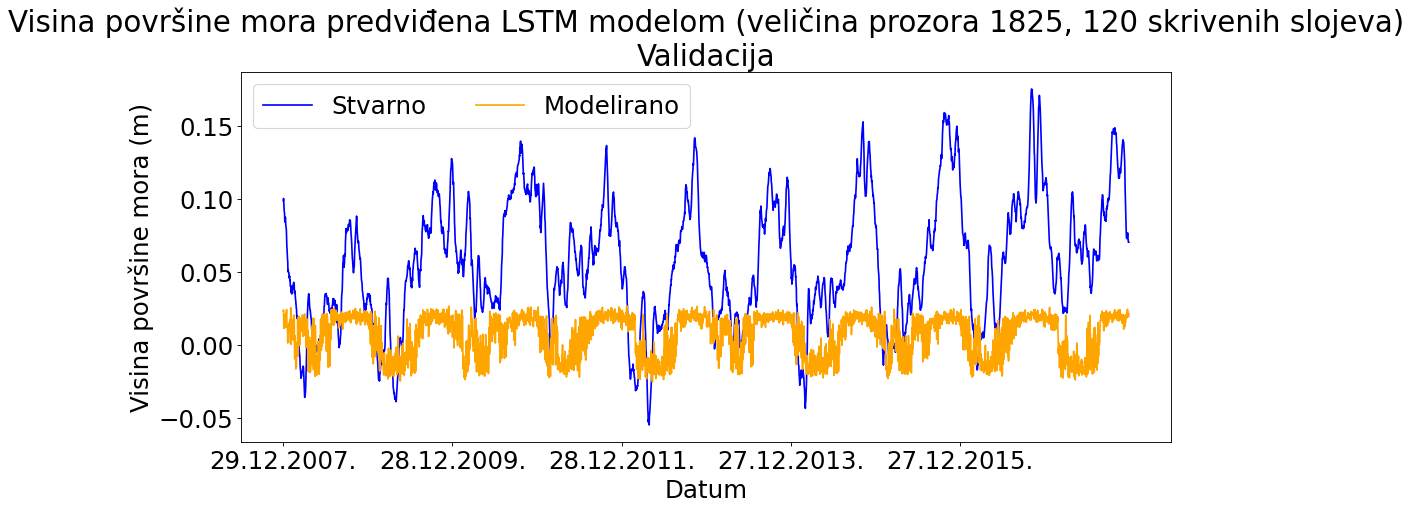 Visina površine mora predviđena LSTM modelom (veličina prozora 1825, 120 skrivenih slojeva)
Validacija
Stvarno Modelirano
Visina površine mora (m)
0.15
0.10
0.05
0.00
−0.05
29.12.2007. 28.12.2009. 28.12.2011. 27.12.2013. 27.12.2015.
Datum